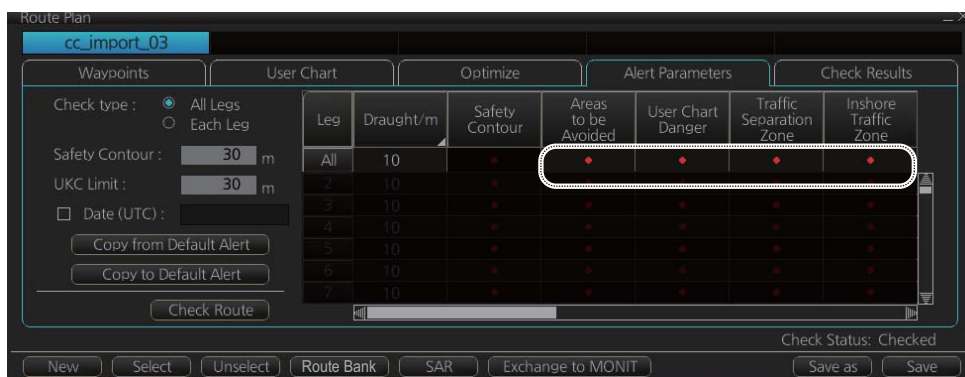 Route Plan
cc_import_03
Waypoints User Chart Optimize Alert Parameters Check Results
Check type : All Legs
Each Leg
Safety Contour : 30 m
UKC Limit : 30 m
Date (UTC) :
Copy from Default Alert
Copy to Default Alert
Check Route
Leg Draught/m Safety Contour Areas to be Avoided User Chart Danger Traffic Separation Zone Inshore Traffic Zone
All 10
2 10
3 10
4 10
5 10
6 10
7 10
Check Status: Checked
New Select Unselect Route Bank SAR Exchange to MONIT Save as Save